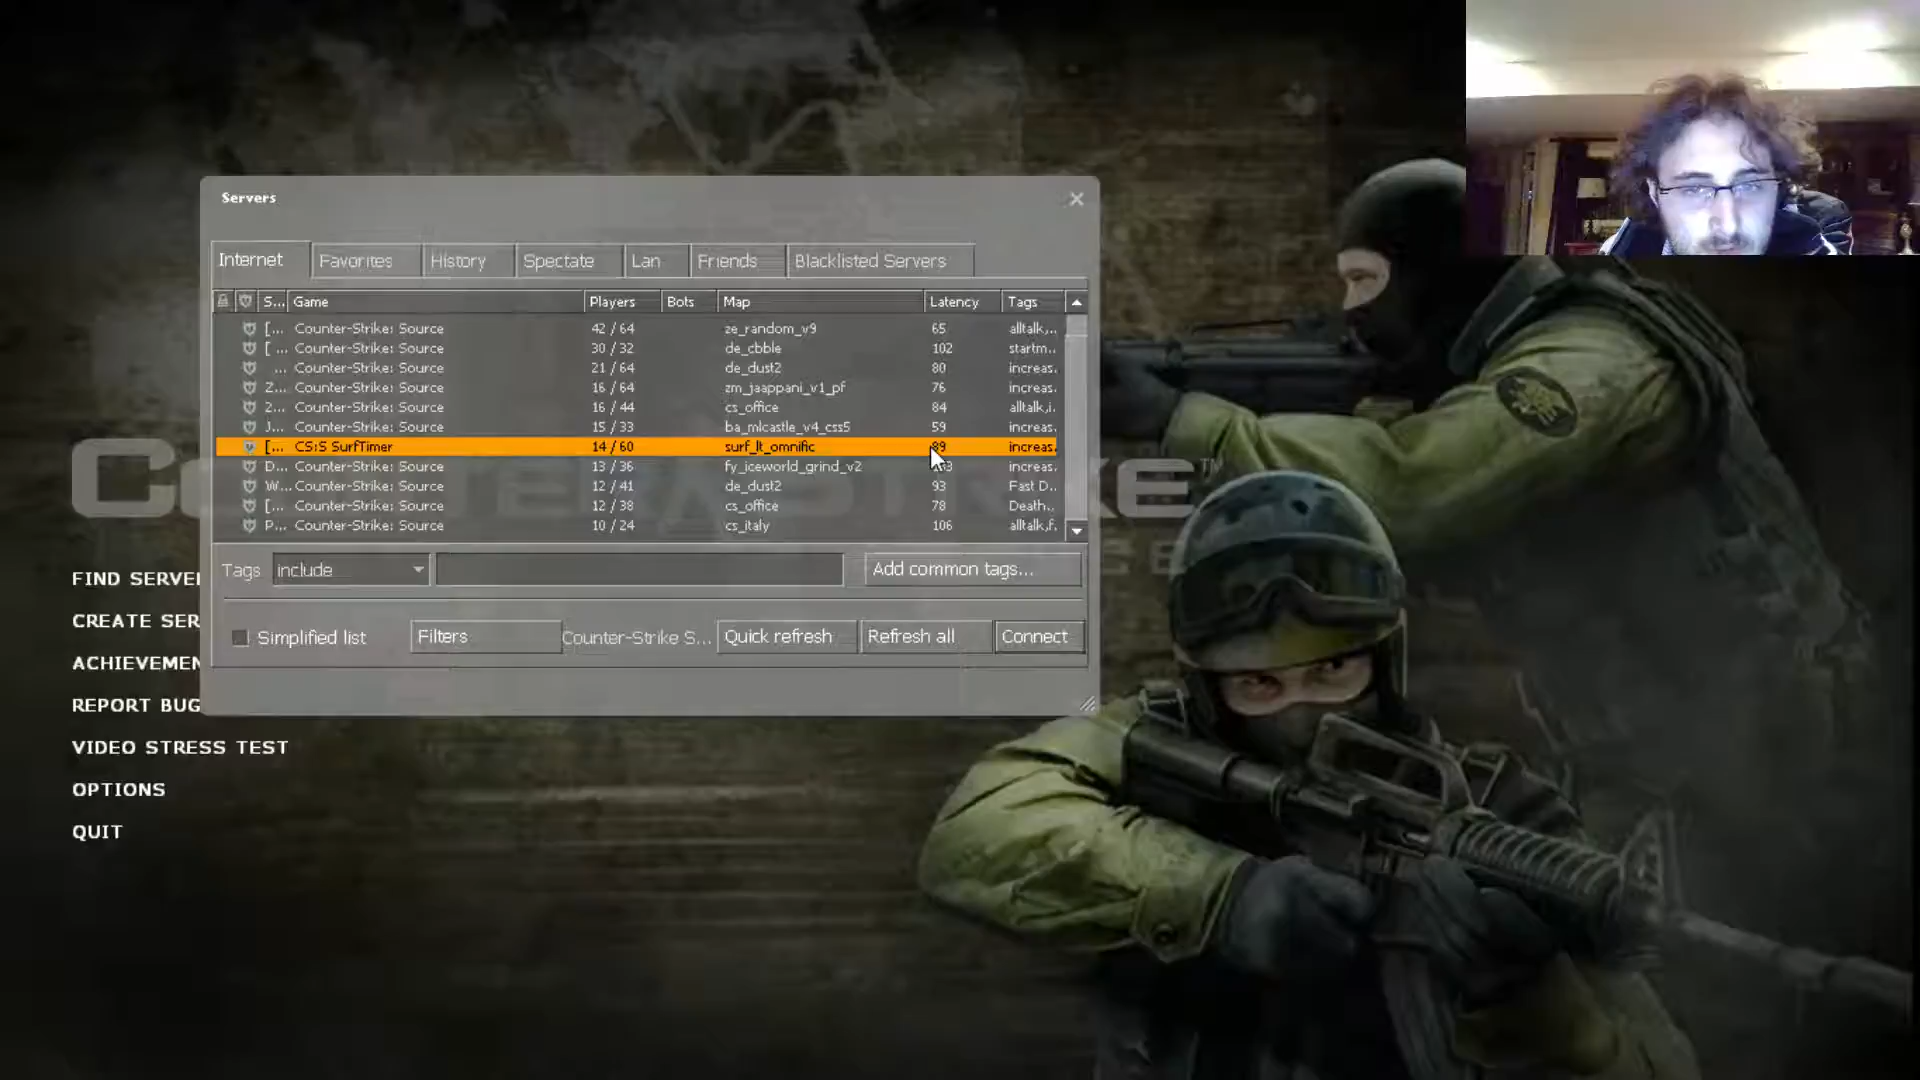 Servers
Internet Favorites History Spectate Lan Friends Blacklisted Servers
S... Game Players Bots Map Latency Tags
[... Counter-Strike: Source 42 / 64 ze_random_v9 65 alltalk,..
[ ... Counter-Strike: Source 30 / 32 de_cbble 102 startm..
... Counter-Strike: Source 21 / 64 de_dust2 80 increas.
Z... Counter-Strike: Source 16 / 64 zm_jaappani_v1_pf 76 increas.
2... Counter-Strike: Source 16 / 44 cs_office 84 alltalk,i.
J... Counter-Strike: Source 15 / 33 ba_mlcastle_v4_css5 59 increas.
[... CS:S SurfTimer 14 / 60 surf_lt_omnific 89 increas.
D... Counter-Strike: Source 13 / 36 fy_iceworld_grind_v2 increas.
W... Counter-Strike: Source 12 / 41 de_dust2 93 Fast D..
[... Counter-Strike: Source 12 / 38 cs_office 78 Death..
P... Counter-Strike: Source 10 / 24 cs_italy 106 alltalk,f.
Tags include Add common tags...
Simplified list Filters Counter-Strike S... Quick refresh Refresh all Connect
FIND SERVE
CREATE SER
ACHIEVEMEN
REPORT BUG
VIDEO STRESS TEST
OPTIONS
QUIT